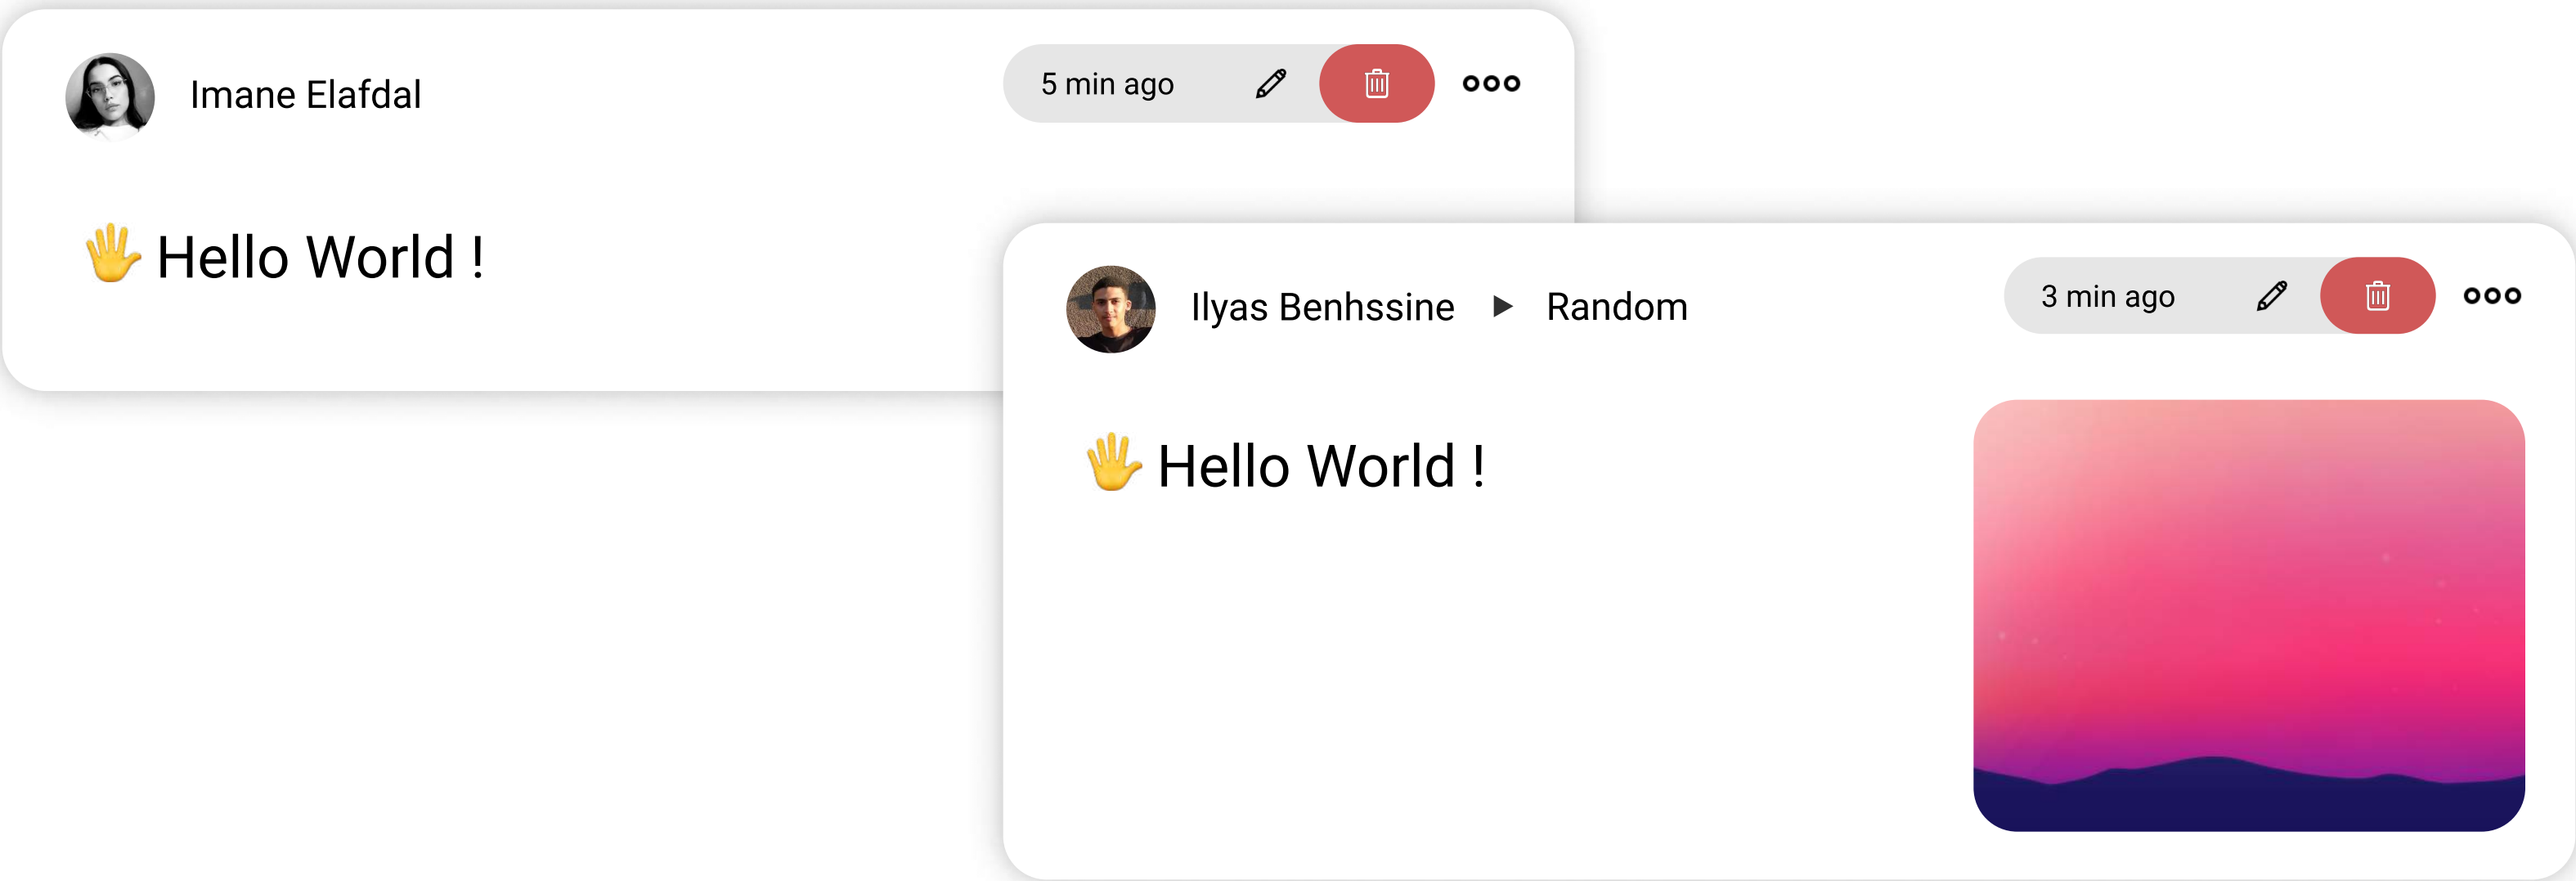 Imane Elafdal
5 min ago
🖐 Hello World !
Ilyas Benhssine ▶ Random
3 min ago
🖐 Hello World !